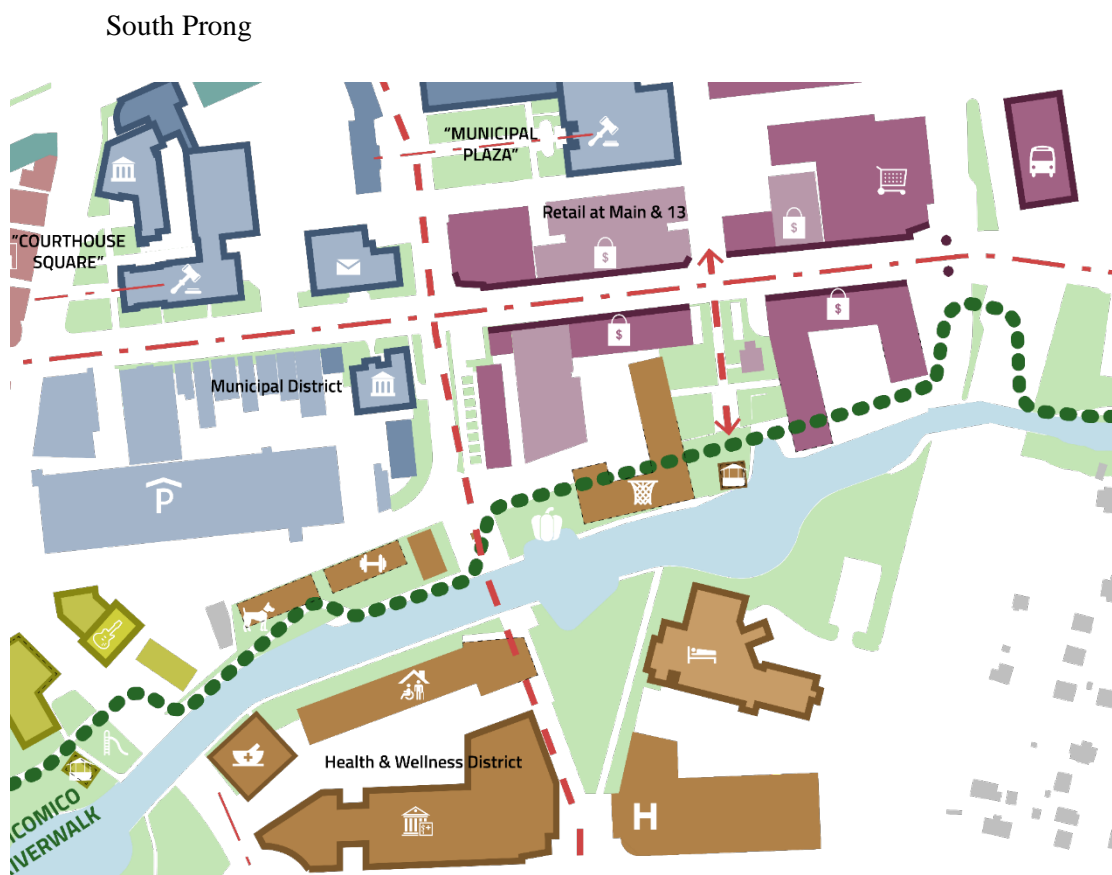 South Prong
"MUNICIPAL
PLAZA"
Retail at Main & 13
"COURTHOUSE
SQUARE"
$
$
$
$
Municipal District
P
Health & Wellness District
H
COMICO
IVERWALK